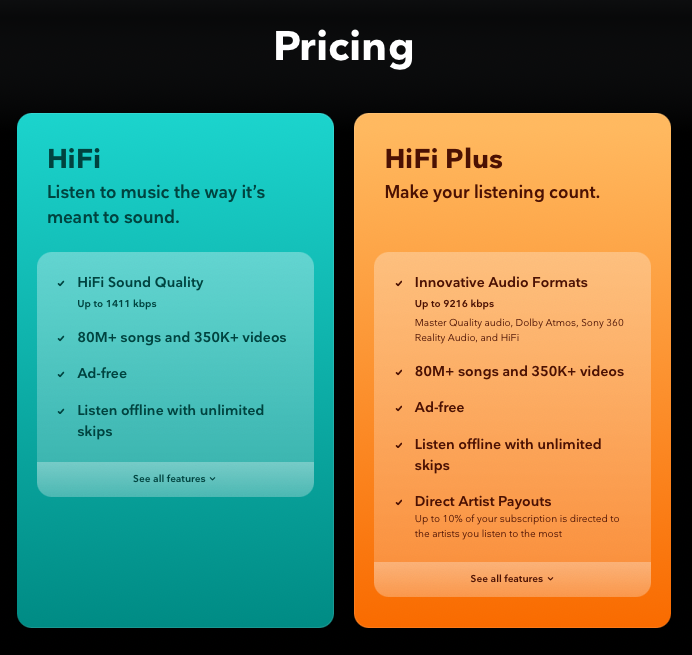 Pricing
HiFi
Listen to music the way it’s
meant to sound.
HiFi Sound Quality
Up to 1411 kbps
80M+ songs and 350K+ videos
Ad-free
Listen offline with unlimited
skips
See all features
HiFi Plus
Make your listening count.
Innovative Audio Formats
Up to 9216 kbps
Master Quality audio, Dolby Atmos, Sony 360
Reality Audio, and HiFi
80M+ songs and 350K+ videos
Ad-free
Listen offline with unlimited
skips
Direct Artist Payouts
Up to 10% of your subscription is directed to
the artists you listen to the most
See all features